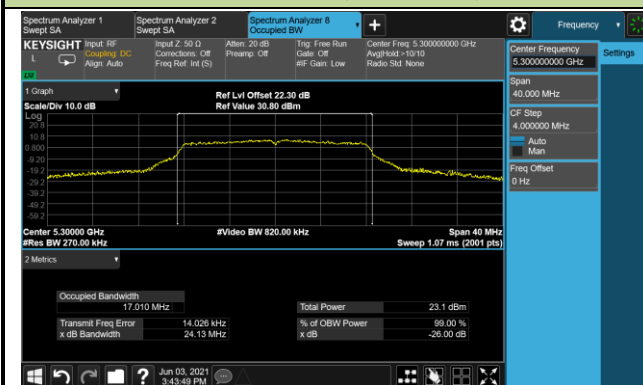 Spectrum Analyzer 1
Swept SA
Spectrum Analyzer 2
Swept SA
Spectrum Analyzer 8
Occupied BW
+
Frequency
KEYSIGHT
L
Input: RF
Coupling: DC
Align: Auto
Input Z: 50 Ω
Corrections: Off
Freq Ref: Int (S)
Atten: 20 dB
Preamp: Off
Trig: Free Run
Gate: Off
#IF Gain: Low
Center Freq: 5.300000000 GHz
Avg|Hold:>10/10
Radio Std: None
Center Frequency
5.300000000 GHz
Settings
Span
40.000 MHz
CF Step
4.000000 MHz
Auto
Man
Freq Offset
0 Hz
1 Graph
Scale/Div 10.0 dB
Ref Lvl Offset 22.30 dB
Ref Value 30.80 dBm
Log
20.8
10.8
0.800
-9.20
-19.2
-29.2
-39.2
-49.2
-59.2
Center 5.30000 GHz
#Video BW 820.00 kHz
Span 40 MHz
#Res BW 270.00 kHz
Sweep 1.07 ms (2001 pts)
2 Metrics
Occupied Bandwidth
17.010 MHz
Total Power 23.1 dBm
Transmit Freq Error 14.026 kHz
% of OBW Power 99.00 %
x dB Bandwidth 24.13 MHz
x dB -26.00 dB
?
Jun 03, 2021
3:43:49 PM